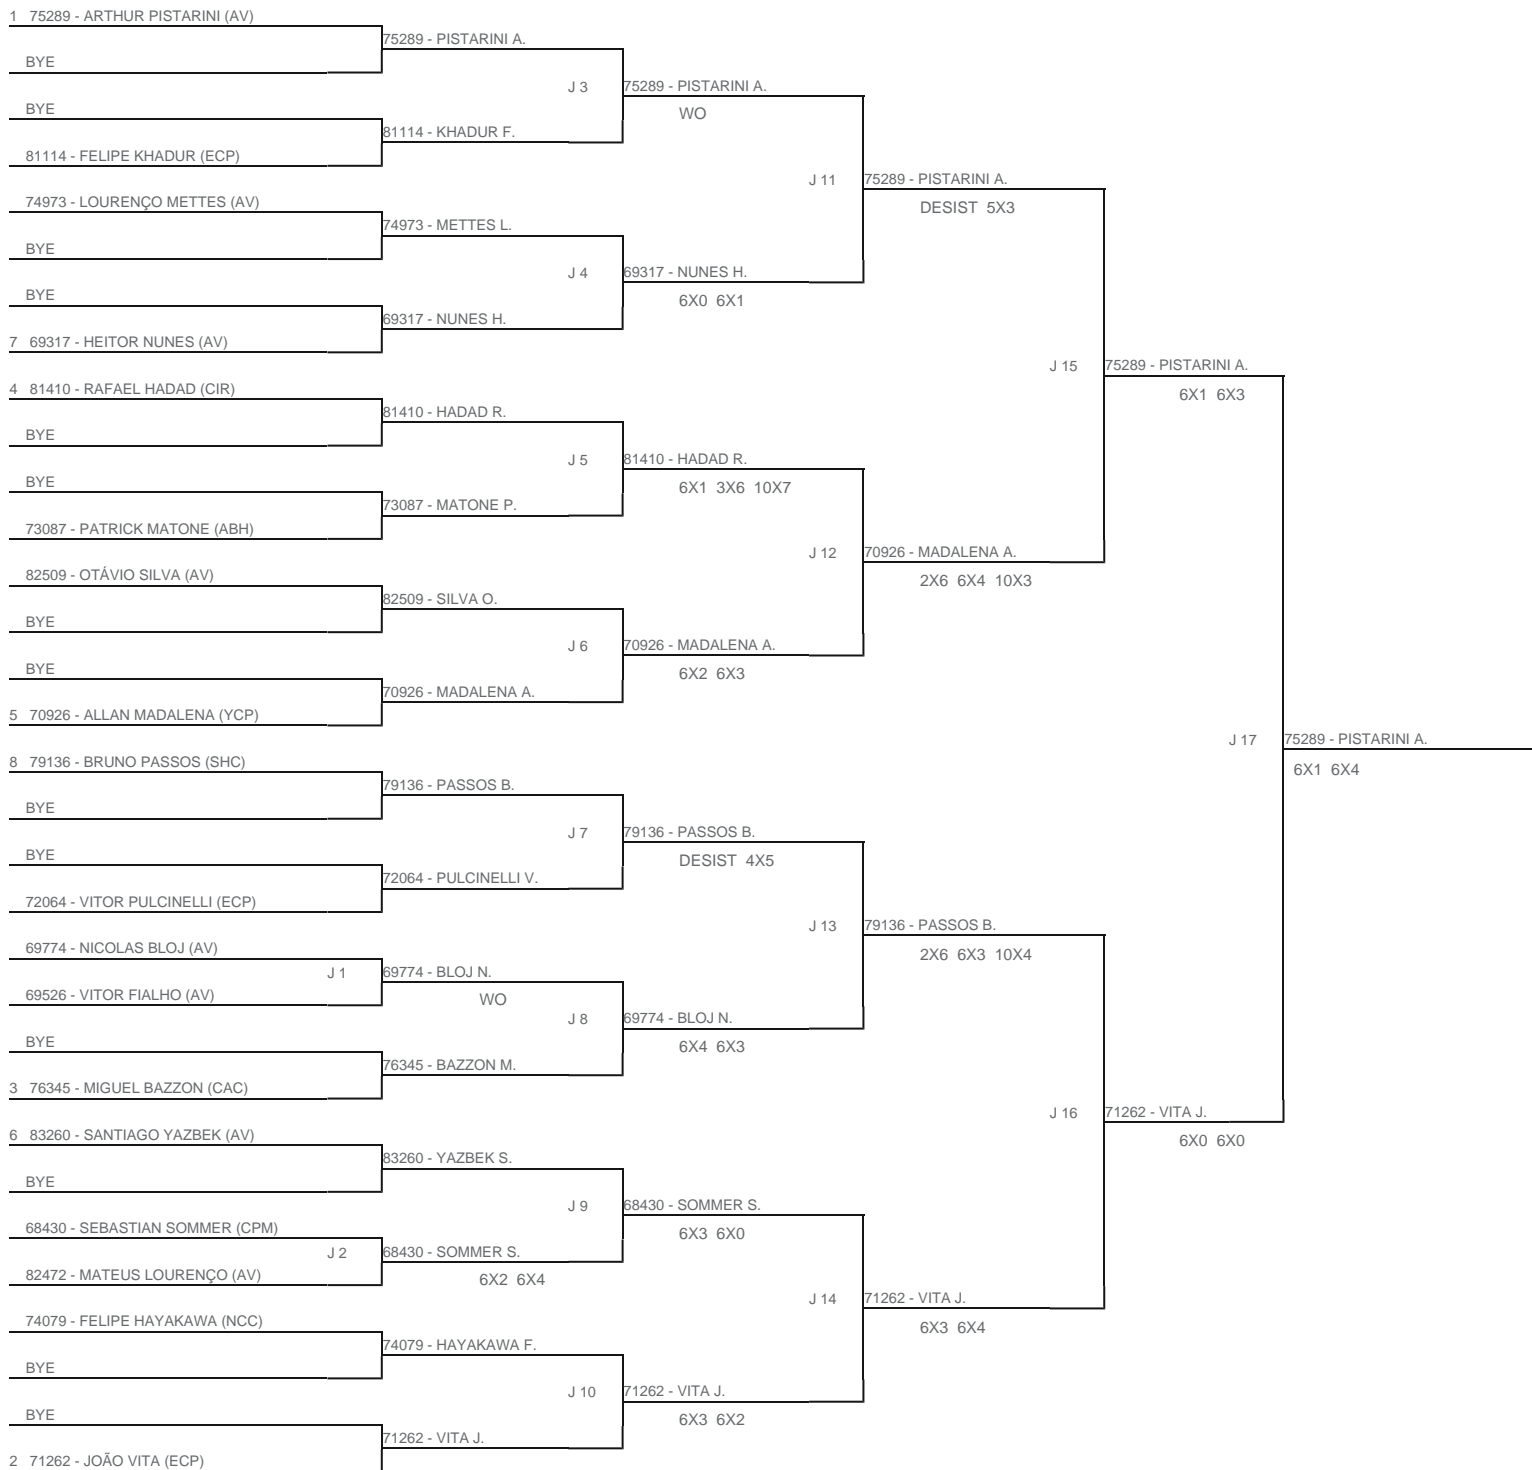 1 75289 - ARTHUR PISTARINI (AV)
75289 - PISTARINI A.
BYE
J 3
75289 - PISTARINI A.
BYE
WO
81114 - KHADUR F.
81114 - FELIPE KHADUR (ECP)
J 11
75289 - PISTARINI A.
74973 - LOURENÇO METTES (AV)
DESIST 5X3
74973 - METTES L.
BYE
J 4
69317 - NUNES H.
BYE
6X0 6X1
69317 - NUNES H.
7 69317 - HEITOR NUNES (AV)
J 15
75289 - PISTARINI A.
4 81410 - RAFAEL HADAD (CIR)
6X1 6X3
81410 - HADAD R.
BYE
J 5
81410 - HADAD R.
BYE
6X1 3X6 10X7
73087 - MATONE P.
73087 - PATRICK MATONE (ABH)
J 12
70926 - MADALENA A.
82509 - OTÁVIO SILVA (AV)
2X6 6X4 10X3
82509 - SILVA O.
BYE
J 6
70926 - MADALENA A.
BYE
6X2 6X3
70926 - MADALENA A.
5 70926 - ALLAN MADALENA (YCP)
J 17
75289 - PISTARINI A.
8 79136 - BRUNO PASSOS (SHC)
6X1 6X4
79136 - PASSOS B.
BYE
J 7
79136 - PASSOS B.
BYE
DESIST 4X5
72064 - PULCINELLI V.
72064 - VITOR PULCINELLI (ECP)
J 13
79136 - PASSOS B.
69774 - NICOLAS BLOJ (AV)
2X6 6X3 10X4
J 1
69774 - BLOJ N.
69526 - VITOR FIALHO (AV)
WO
J 8
69774 - BLOJ N.
BYE
6X4 6X3
76345 - BAZZON M.
3 76345 - MIGUEL BAZZON (CAC)
J 16
71262 - VITA J.
6 83260 - SANTIAGO YAZBEK (AV)
6X0 6X0
83260 - YAZBEK S.
BYE
J 9
68430 - SOMMER S.
68430 - SEBASTIAN SOMMER (CPM)
6X3 6X0
J 2
68430 - SOMMER S.
82472 - MATEUS LOURENÇO (AV)
6X2 6X4
J 14
71262 - VITA J.
74079 - FELIPE HAYAKAWA (NCC)
6X3 6X4
74079 - HAYAKAWA F.
BYE
J 10
71262 - VITA J.
BYE
6X3 6X2
71262 - VITA J.
2 71262 - JOÃO VITA (ECP)